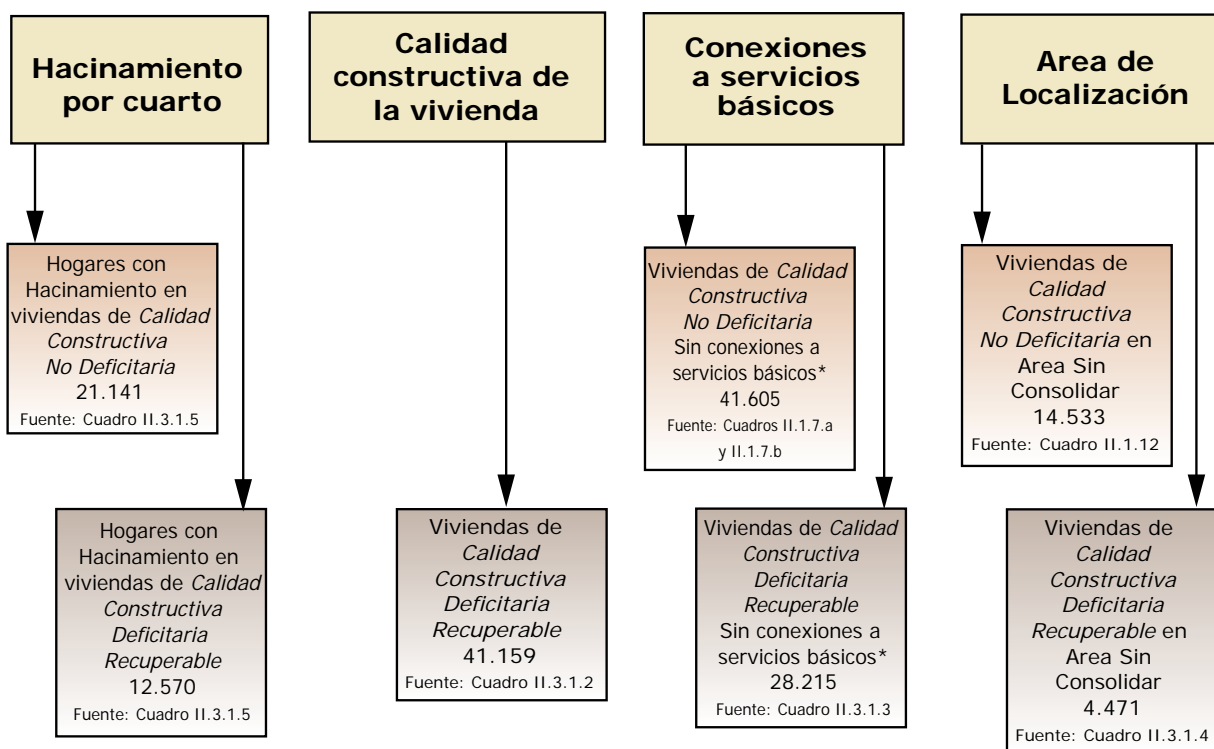 Hacinamiento
por cuarto
Calidad
constructiva de
la vivienda
Conexiones
a servicios
básicos
Area de
Localización
Hogares con
Hacinamiento en
viviendas de Calidad
Constructiva
No Deficitaria
21.141
Fuente: Cuadro II.3.1.5
Viviendas de Calidad
Constructiva
No Deficitaria
Sin conexiones a
servicios básicos*
41.605
Fuente: Cuadros II.1.7.a
y II.1.7.b
Viviendas de
Calidad
Constructiva
No Deficitaria en
Area Sin
Consolidar
14.533
Fuente: Cuadro II.1.12
Hogares con
Hacinamiento en
viviendas de Calidad
Constructiva
Deficitaria
Recuperable
12.570
Fuente: Cuadro II.3.1.5
Viviendas de
Calidad
Constructiva
Deficitaria
Recuperable
41.159
Fuente: Cuadro II.3.1.2
Viviendas de Calidad
Constructiva
Deficitaria
Recuperable
Sin conexiones a
servicios básicos*
28.215
Fuente: Cuadro II.3.1.3
Viviendas de
Calidad
Constructiva
Deficitaria
Recuperable en
Area Sin
Consolidar
4.471
Fuente: Cuadro II.3.1.4